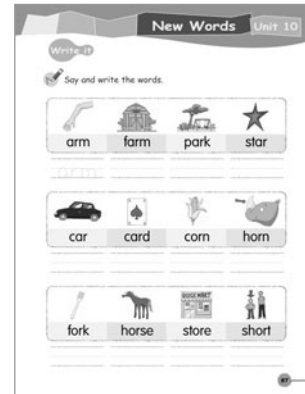 New Words Unit 10
Write it
Say and write the words.
arm farm park star
arm
car card corn horn
fork horse store short
87